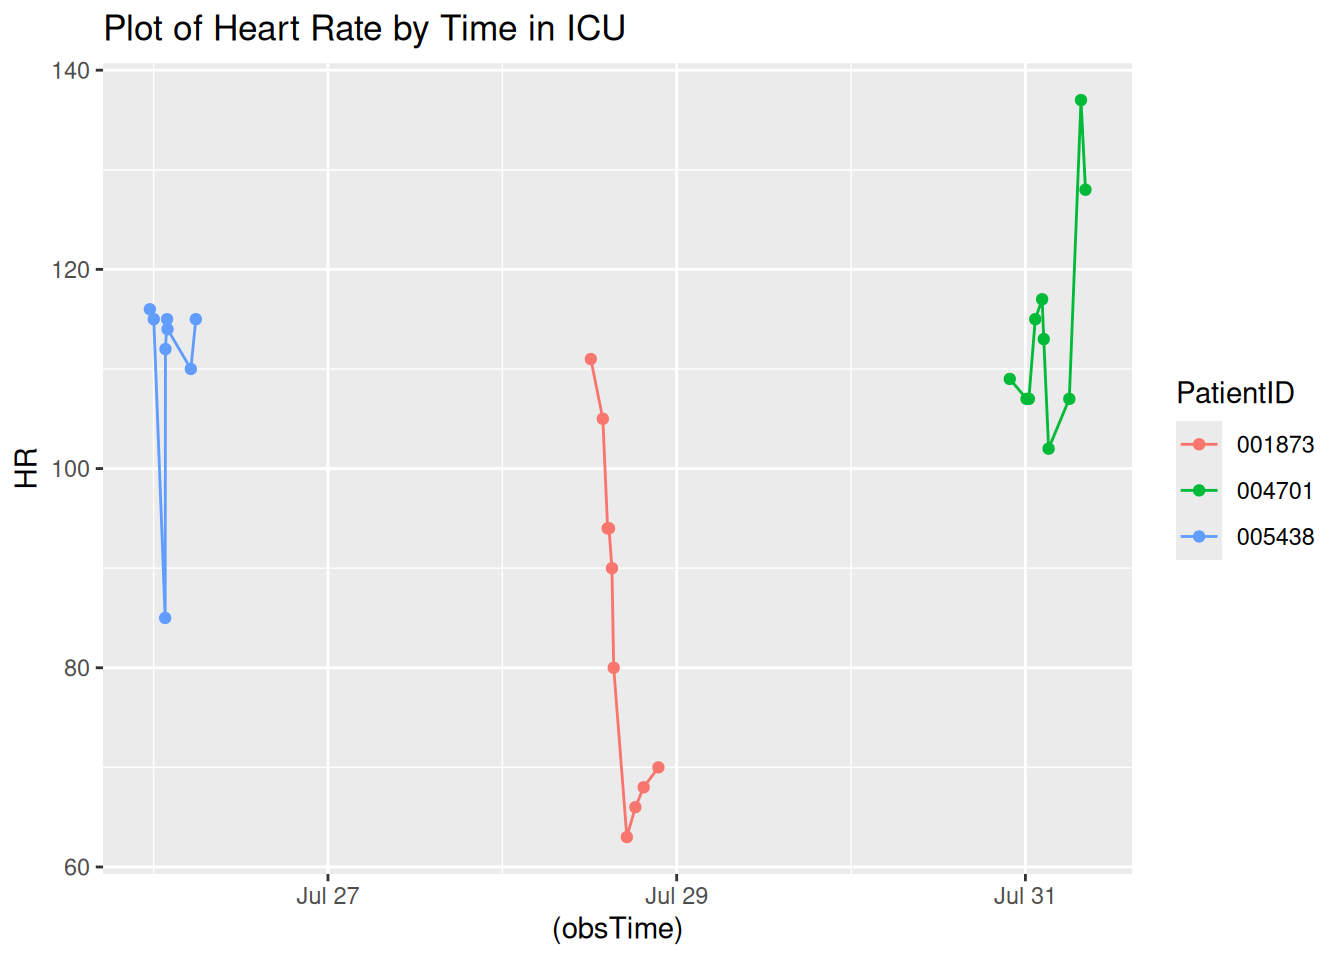 Plot of Heart Rate by Time in ICU
140
120
100
80
60
HR
Jul 27
Jul 29
Jul 31
(obsTime)
PatientID
001873
004701
005438